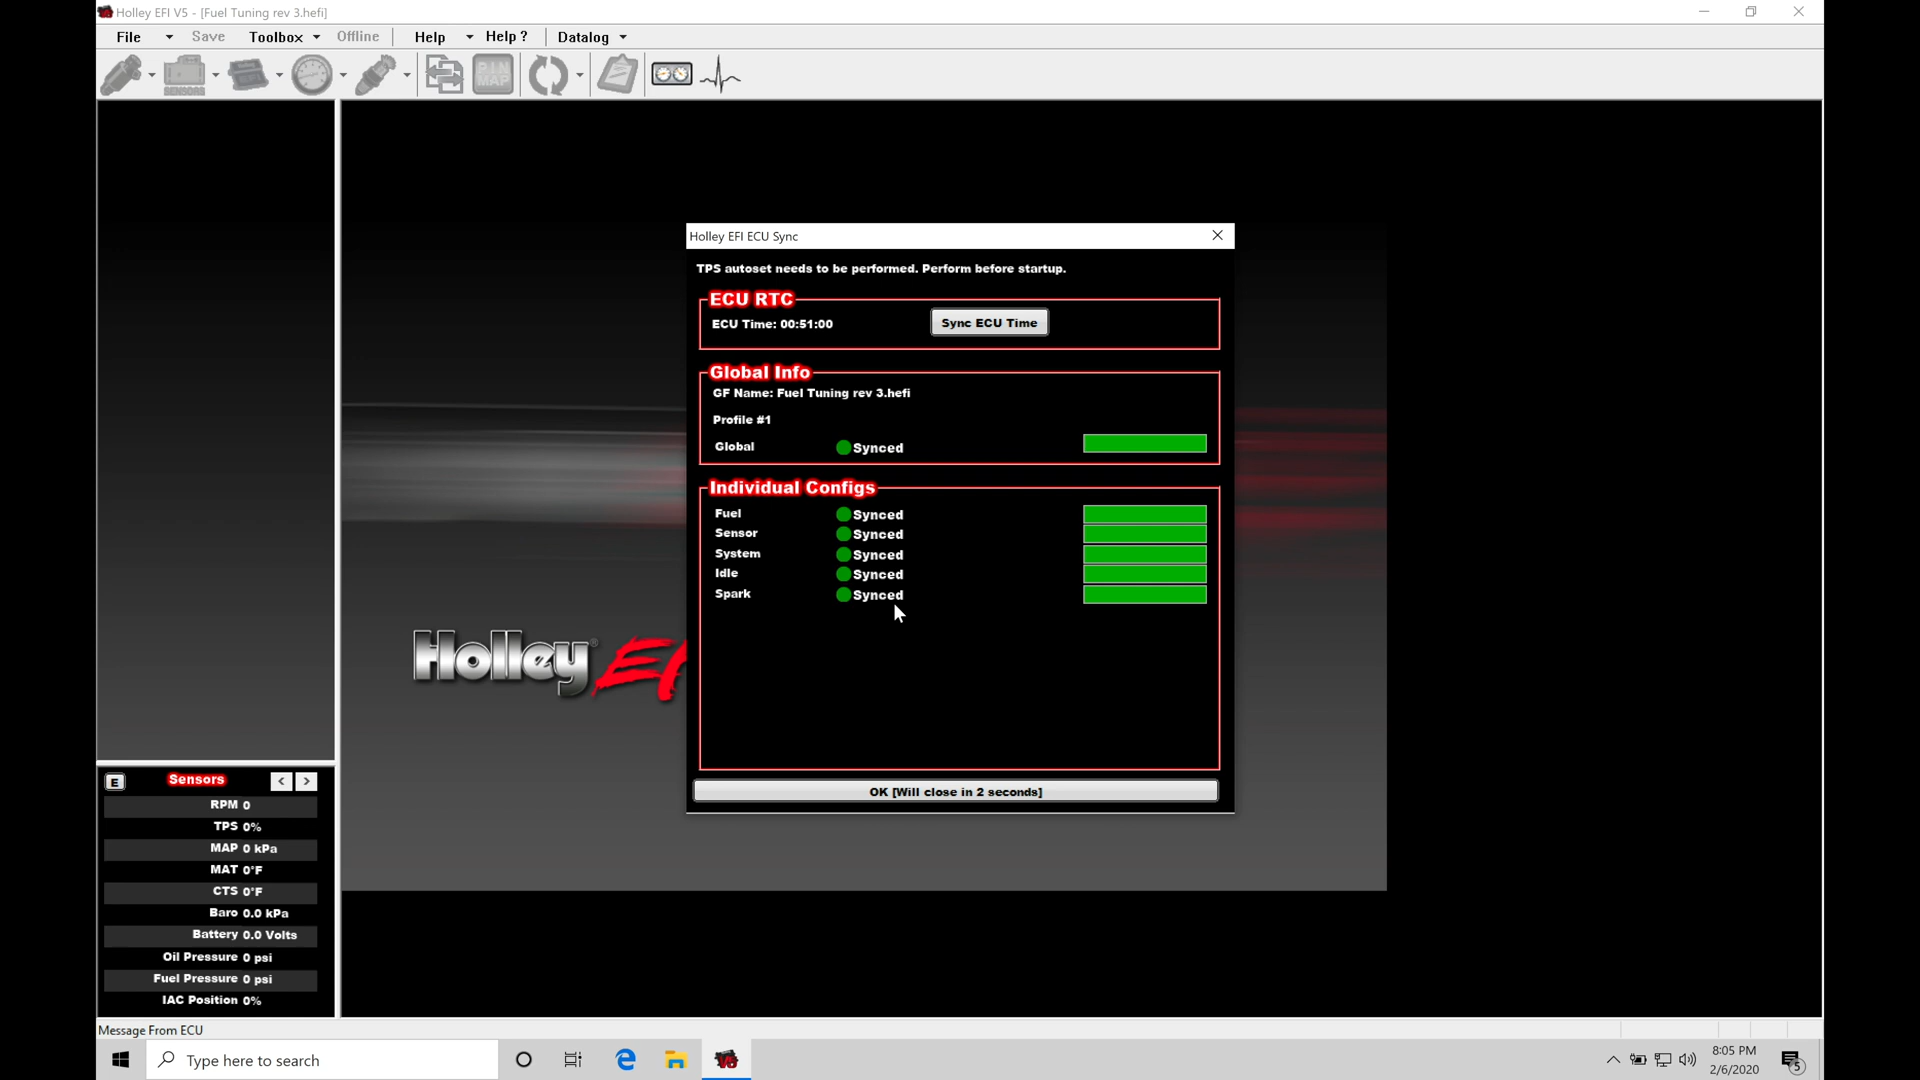 Holley EFI V5 - [Fuel Tuning rev 3.hefi]
File Save Toolbox Offline Help Help ? Datalog
SENSORS PIN MAP
Holley EFI ECU Sync
TPS autoset needs to be performed. Perform before startup.
ECU RTC
ECU Time: 00:51:00 Sync ECU Time
Global Info
GF Name: Fuel Tuning rev 3.hefi
Profile #1
Global Synced
Individual Configs
Fuel Synced
Sensor Synced
System Synced
Idle Synced
Spark Synced
OK [Will close in 2 seconds]
Holley® EF
E Sensors < >
RPM 0
TPS 0%
MAP 0 kPa
MAT 0°F
CTS 0°F
Baro 0.0 kPa
Battery 0.0 Volts
Oil Pressure 0 psi
Fuel Pressure 0 psi
IAC Position 0%
Message From ECU
Type here to search
8:05 PM
2/6/2020
5